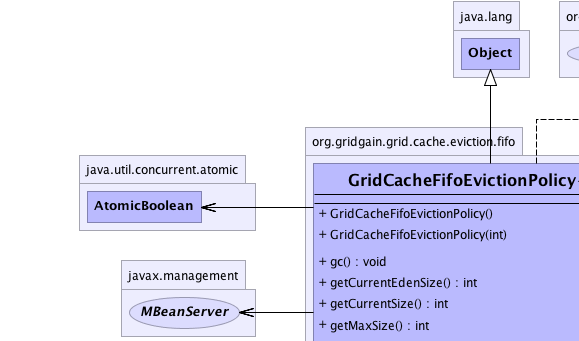 java.lang
or
Object
org.gridgain.grid.cache.eviction.fifo
java.util.concurrent.atomic
AtomicBoolean
GridCacheFifoEvictionPolicy
+ GridCacheFifoEvictionPolicy()
+ GridCacheFifoEvictionPolicy(int)
+ gc() : void
+ getCurrentEdenSize() : int
+ getCurrentSize() : int
+ getMaxSize() : int
javax.management
MBeanServer